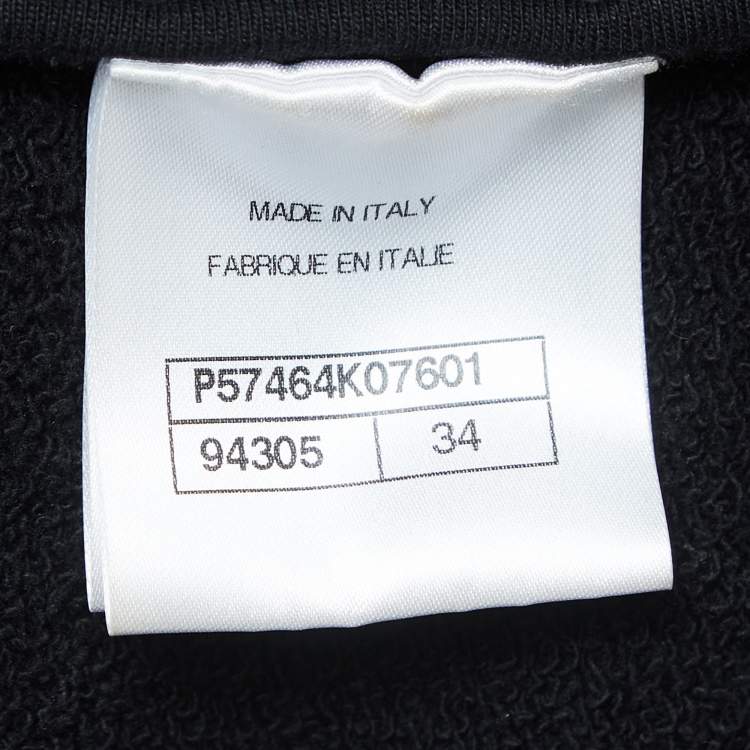 MADE IN ITALY
FABRIQUE EN ITALIE
P57464K07601
94305 34